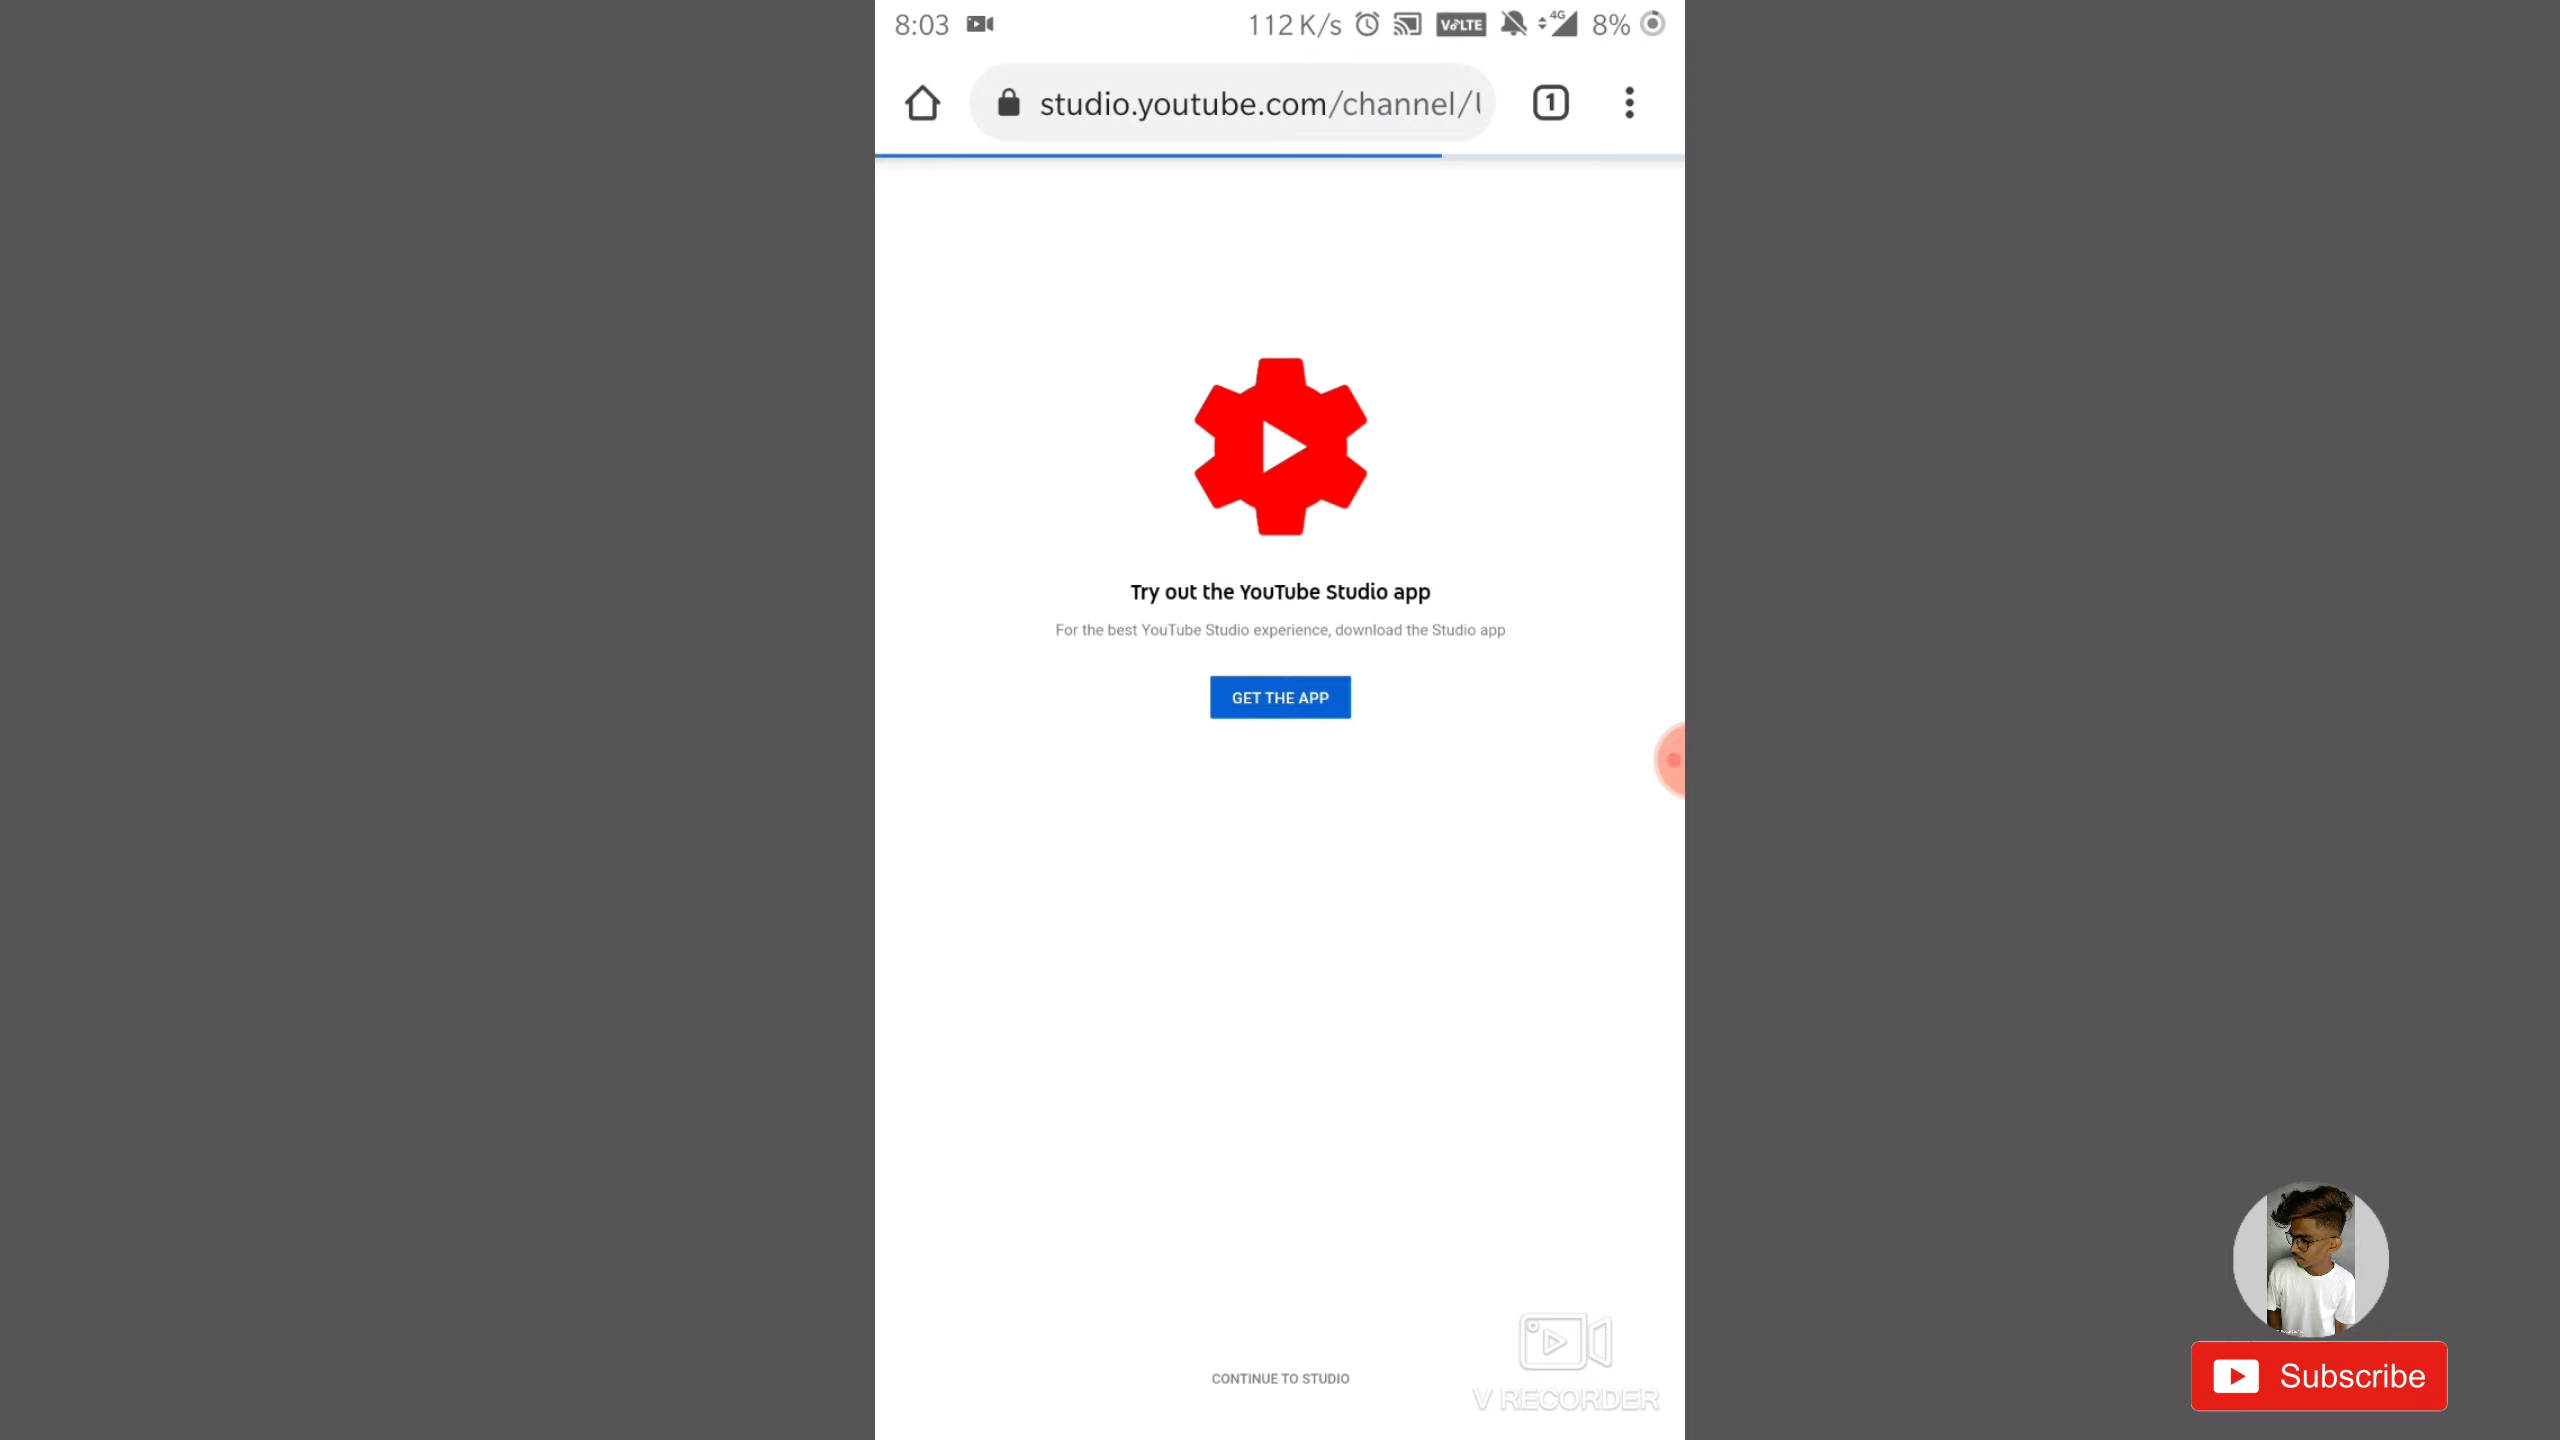 8:03 112 K/s VoLTE 4G 8%
studio.youtube.com/channel/ 1
Try out the YouTube Studio app
For the best YouTube Studio experience, download the Studio app
GET THE APP
CONTINUE TO STUDIO
V RECORDER
Subscribe